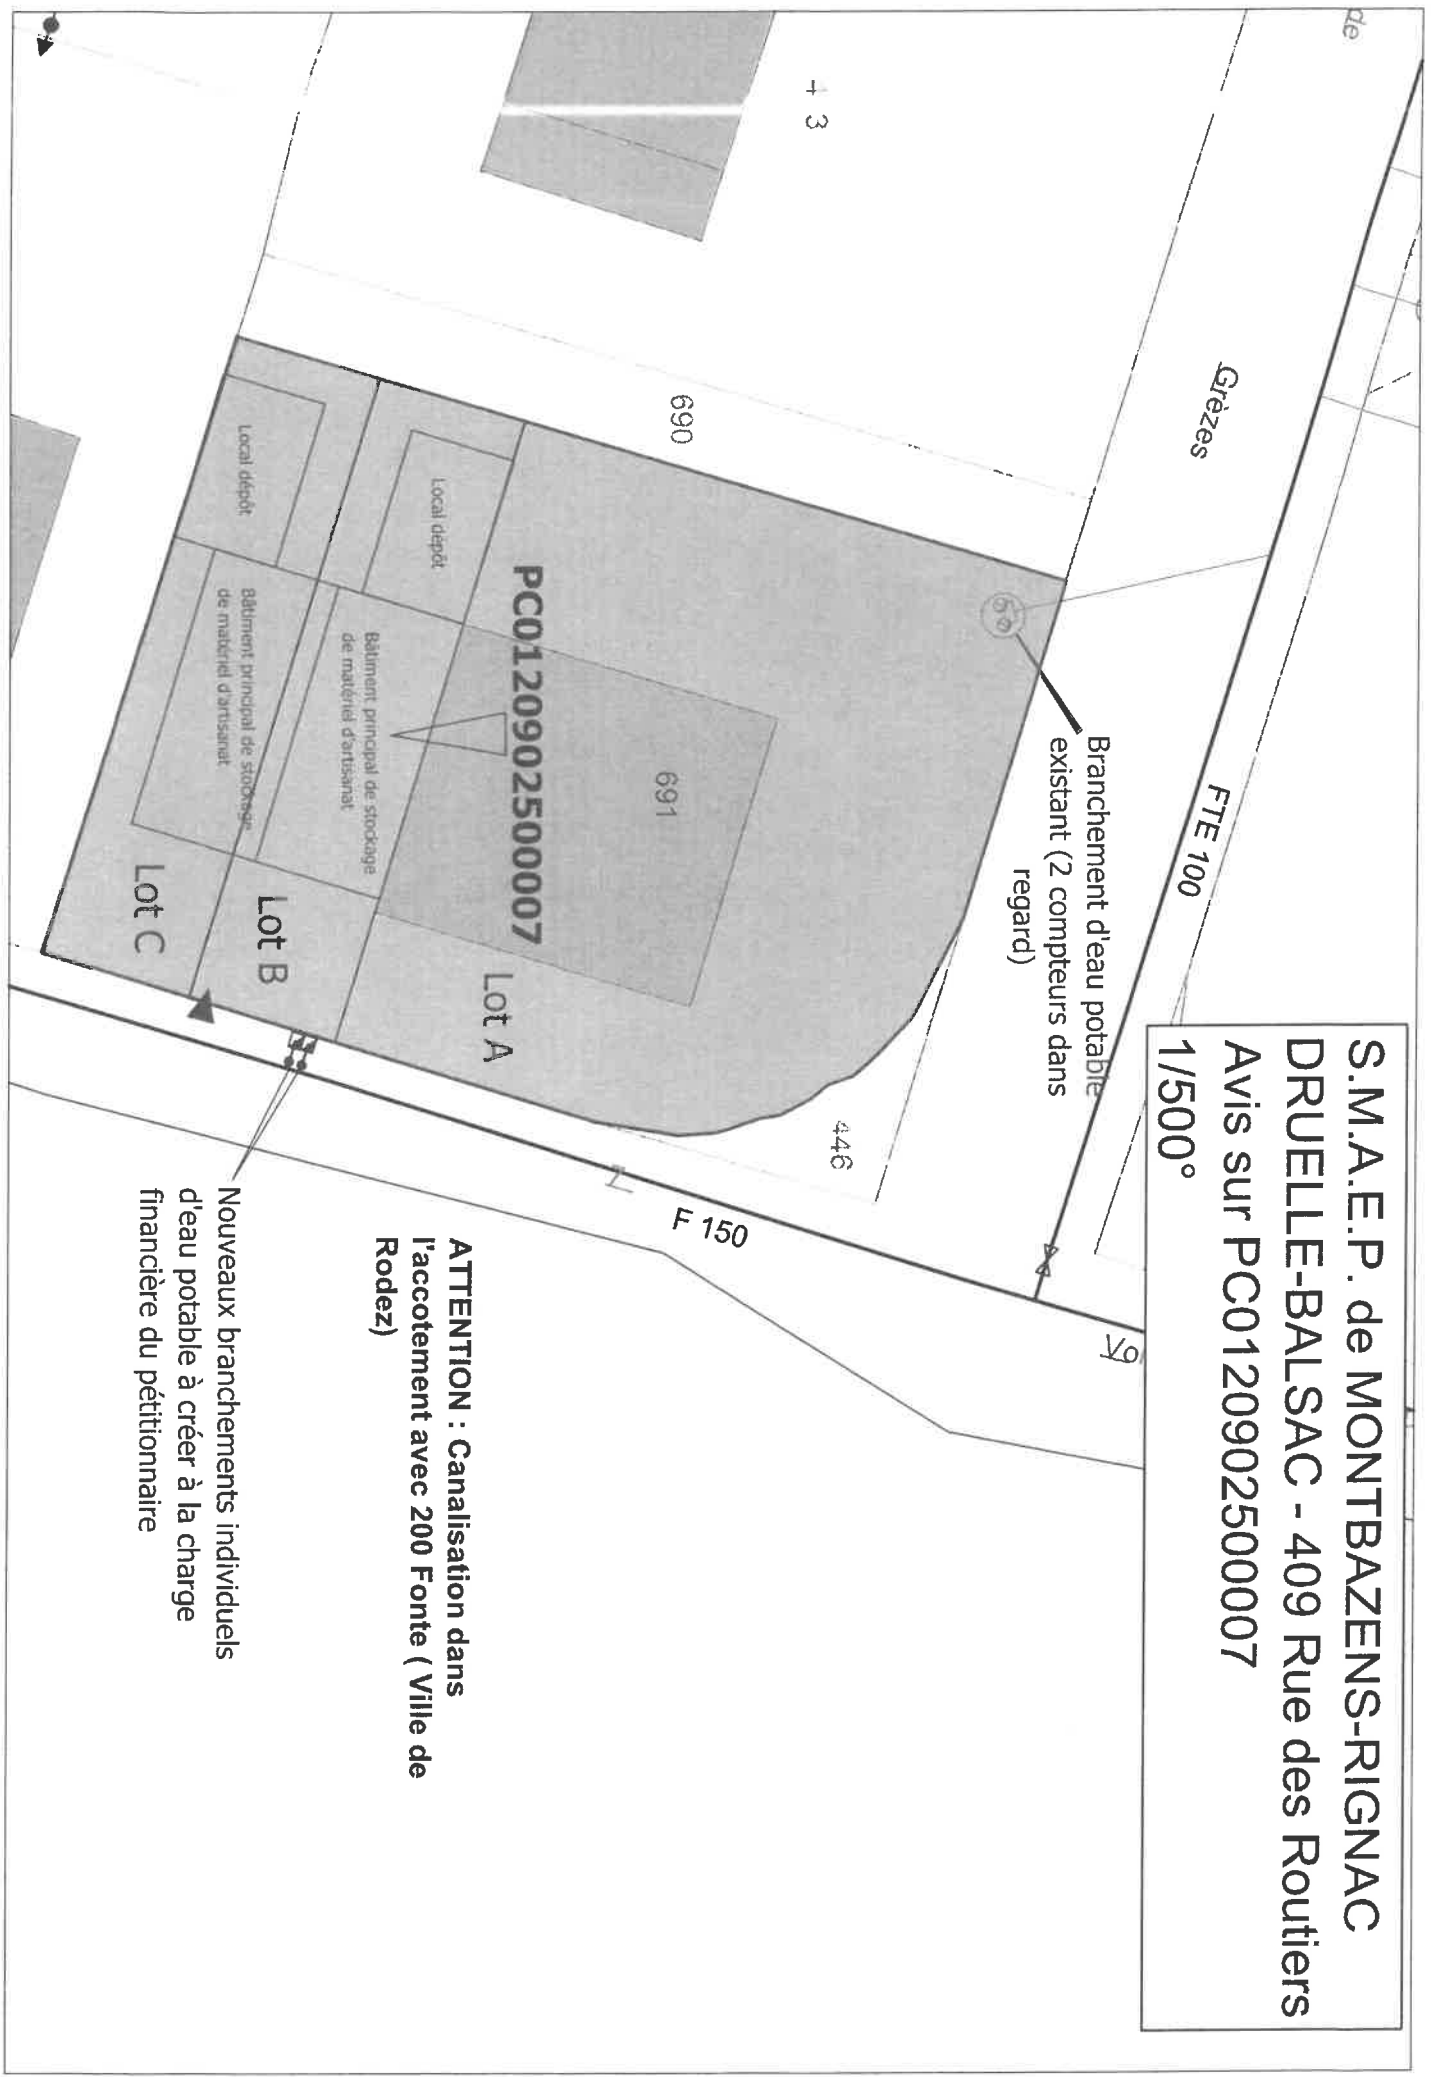 S.M.A.E.P. de MONTBAZENS-RIGNAC
DRUELLE-BALSAC - 409 Rue des Routiers
Avis sur PC0120902500007
1/500°
de
+ 3
Grèzes
FTE 100
Branchement d'eau potable
existant (2 compteurs dans
regard)
690
446
691
F 150
PC0120902500007
Lot A
Local dépôt
Bâtiment principal de stockage
de matériel d'artisanat
Lot B
Local dépôt
Bâtiment principal de stockage
de matériel d'artisanat
Lot C
ATTENTION : Canalisation dans
l'accotement avec 200 Fonte ( Ville de
Rodez)
Nouveaux branchements individuels
d'eau potable à créer à la charge
financière du pétitionnaire